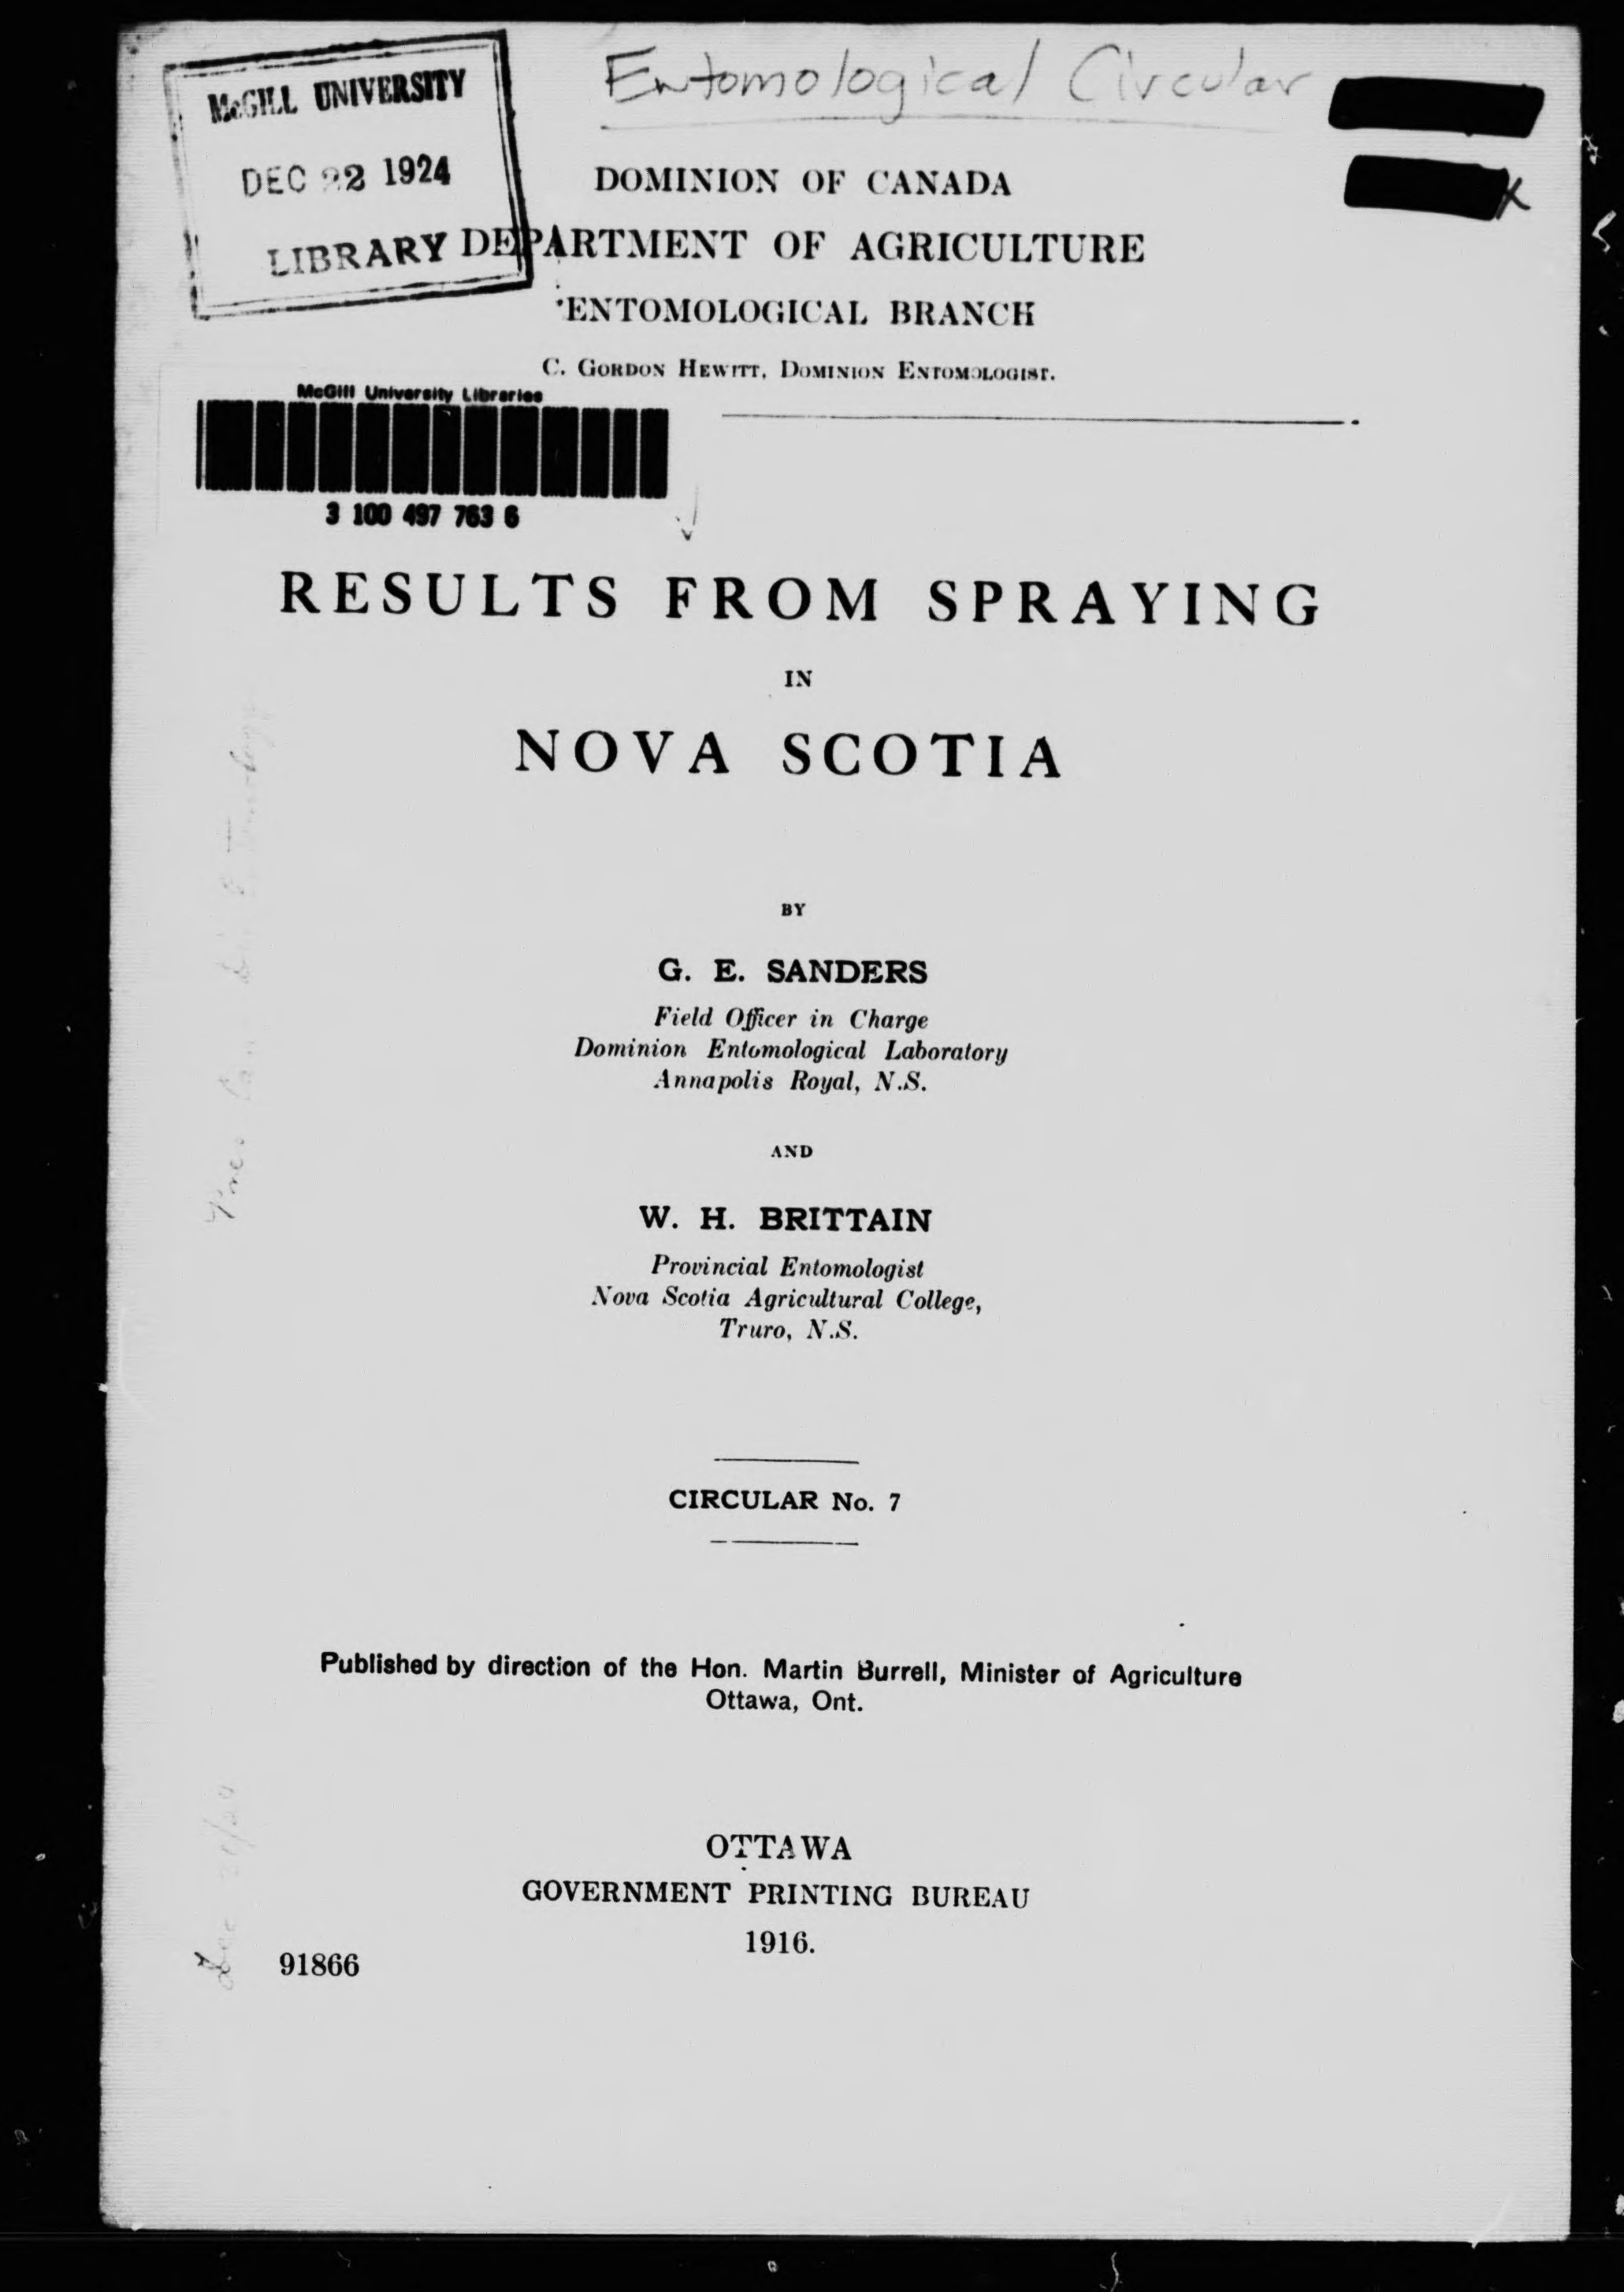 Entomological Circular
McGILL UNIVERSITY
DEC 22 1924
LIBRARY
DOMINION OF CANADA
DEPARTMENT OF AGRICULTURE
ENTOMOLOGICAL BRANCH
C. GORDON HEWITT, DOMINION ENTOMOLOGIST.
McGill University Libraries
3 100 497 763 6
RESULTS FROM SPRAYING
IN
NOVA SCOTIA
BY
G. E. SANDERS
Field Officer in Charge
Dominion Entomological Laboratory
Annapolis Royal, N.S.
AND
W. H. BRITTAIN
Provincial Entomologist
Nova Scotia Agricultural College,
Truro, N.S.
CIRCULAR No. 7
Published by direction of the Hon. Martin Burrell, Minister of Agriculture
Ottawa, Ont.
OTTAWA
GOVERNMENT PRINTING BUREAU
1916.
91866